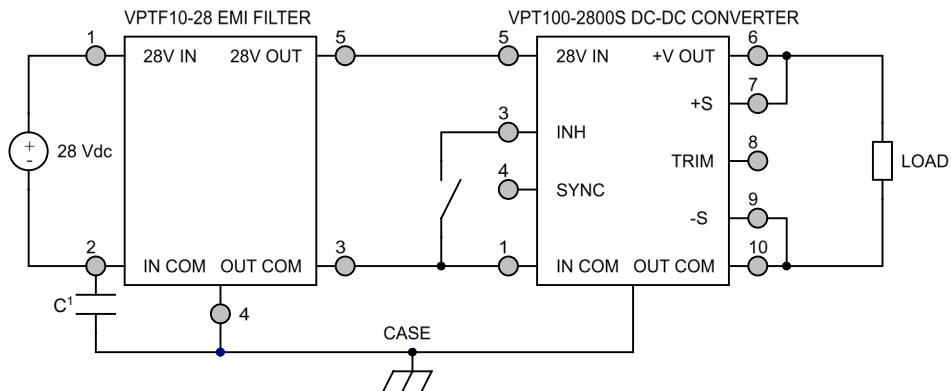 VPTF10-28 EMI FILTER
VPT100-2800S DC-DC CONVERTER
1
5
5
6
28V IN
28V OUT
28V IN
+V OUT
7
+S
3
INH
+
-
28 Vdc
8
TRIM
LOAD
4
SYNC
9
-S
2
3
1
10
IN COM
OUT COM
IN COM
OUT COM
C¹
4
CASE